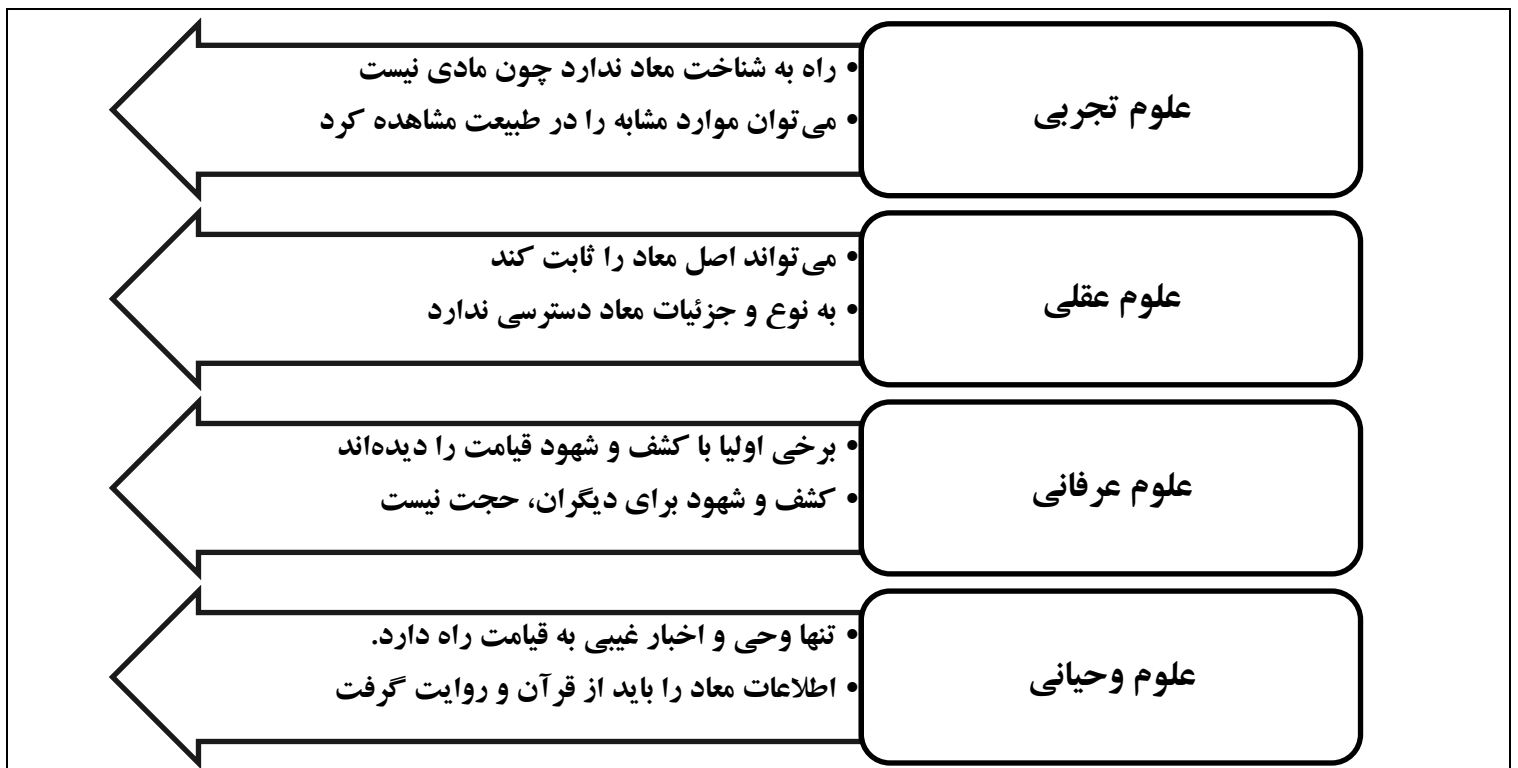 علوم تجربی
• راه به شناخت معاد ندارد چون مادی نیست
• می‌توان موارد مشابه را در طبیعت مشاهده کرد
علوم عقلی
• می‌تواند اصل معاد را ثابت کند
• به نوع و جزئیات معاد دسترسی ندارد
علوم عرفانی
• برخی اولیا با کشف و شهود قیامت را دیده‌اند
• کشف و شهود برای دیگران، حجت نیست
علوم وحیانی
• تنها وحی و اخبار غیبی به قیامت راه دارد.
• اطلاعات معاد را باید از قرآن و روایت گرفت